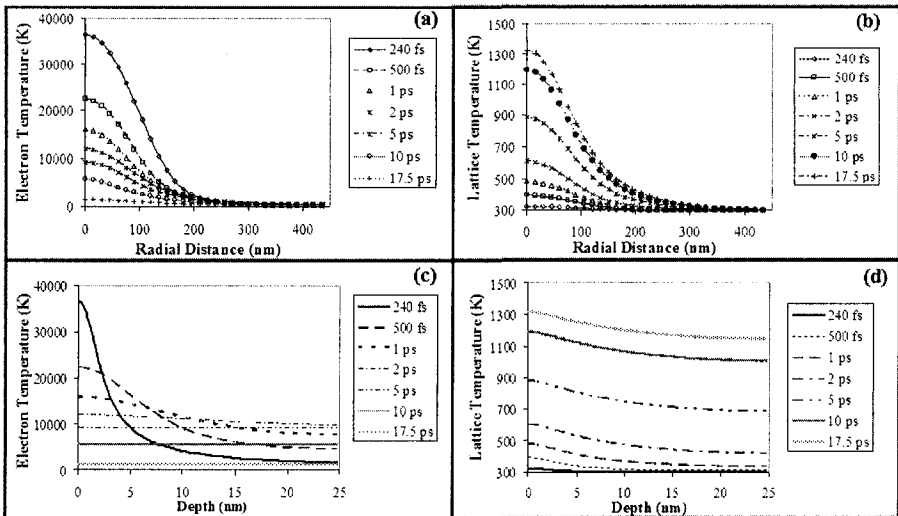 (a)
Electron Temperature (K)
40000
30000
20000
10000
0
0 100 200 300 400
Radial Distance (nm)
240 fs
500 fs
1 ps
2 ps
5 ps
10 ps
17.5 ps
(b)
Lattice Temperature (K)
1500
1300
1100
900
700
500
300
0 100 200 300 400
Radial Distance (nm)
240 fs
500 fs
1 ps
2 ps
5 ps
10 ps
17.5 ps
(c)
Electron Temperature (K)
40000
30000
20000
10000
0
0 5 10 15 20 25
Depth (nm)
240 fs
500 fs
1 ps
2 ps
5 ps
10 ps
17.5 ps
(d)
Lattice Temperature (K)
1500
1300
1100
900
700
500
300
0 5 10 15 20 25
Depth (nm)
240 fs
500 fs
1 ps
2 ps
5 ps
10 ps
17.5 ps